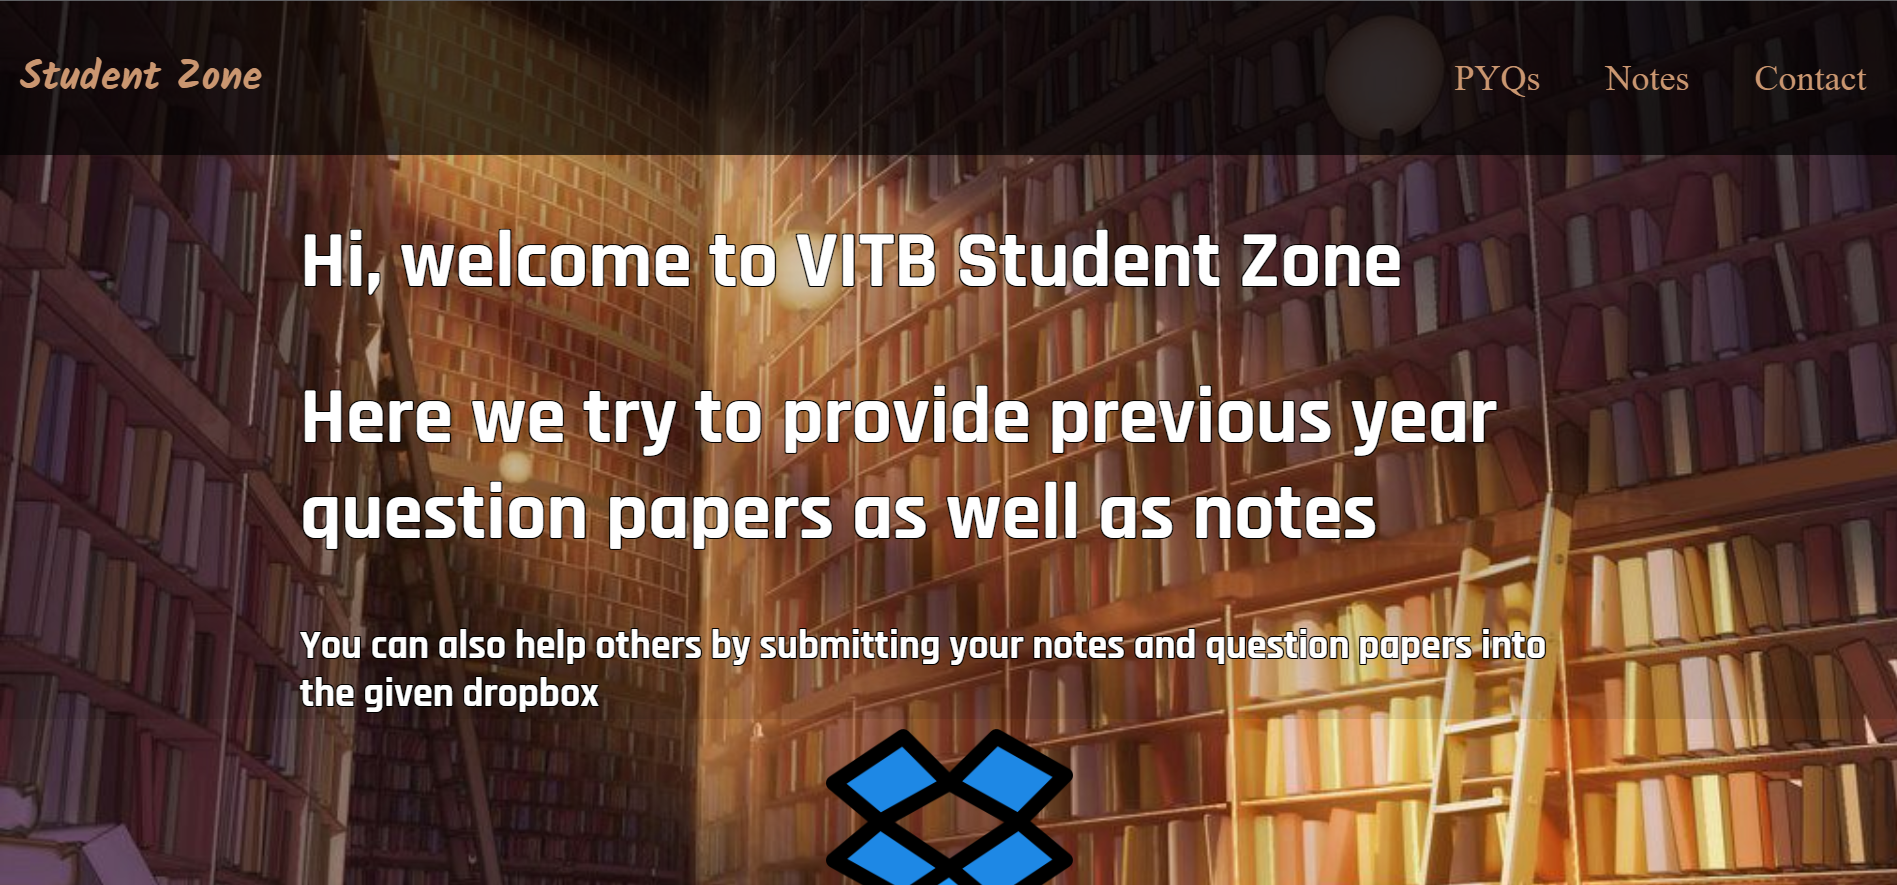 Student Zone
PYQs Notes Contact
Hi, welcome to VITB Student Zone
Here we try to provide previous year
question papers as well as notes
You can also help others by submitting your notes and question papers into
the given dropbox